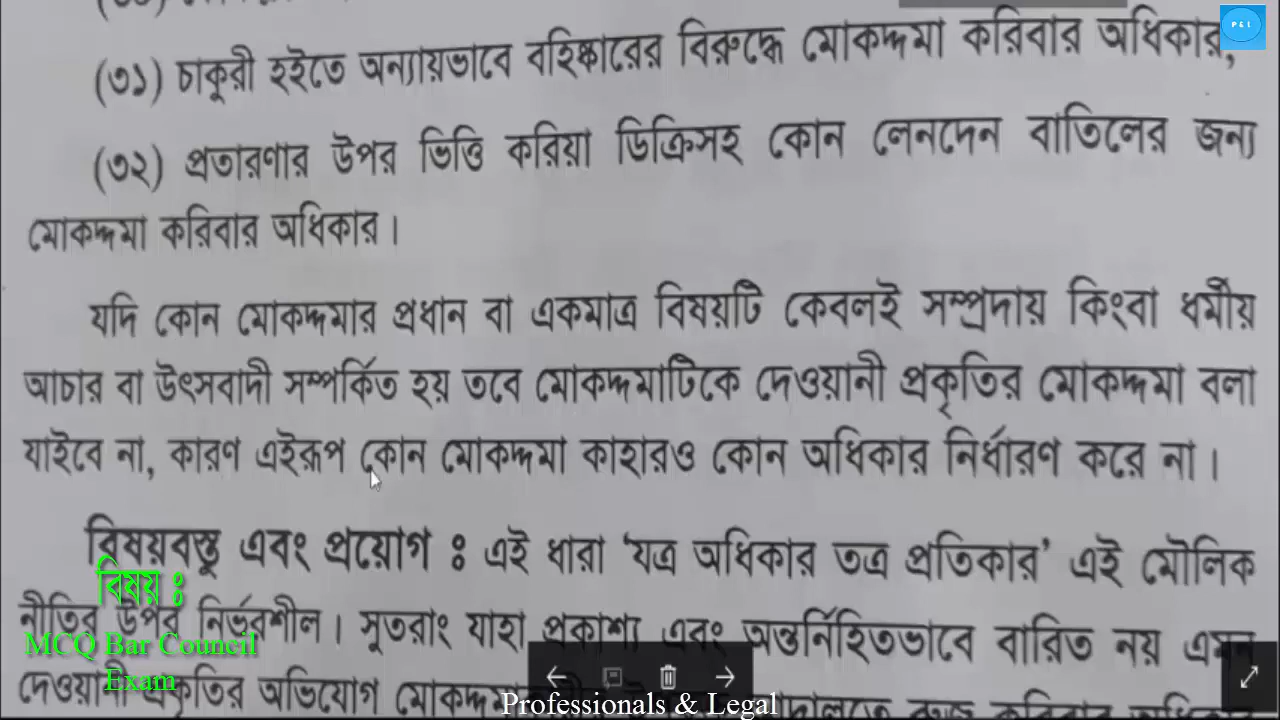 (৩১) চাকুরী হইতে অন্যায়ভাবে বহিষ্কারের বিরুদ্ধে মোকদ্দমা করিবার অধিকার,
(৩২) প্রতারণার উপর ভিত্তি করিয়া ডিক্রিসহ কোন লেনদেন বাতিলের জন্য
মোকদ্দমা করিবার অধিকার।
যদি কোন মোকদ্দমার প্রধান বা একমাত্র বিষয়টি কেবলই সম্প্রদায় কিংবা ধর্মীয়
আচার বা উৎসবাদী সম্পর্কিত হয় তবে মোকদ্দমাটিকে দেওয়ানী প্রকৃতির মোকদ্দমা বলা
যাইবে না, কারণ এইরূপ কোন মোকদ্দমা কাহারও কোন অধিকার নির্ধারণ করে না।
বিষয়বস্তু এবং প্রয়োগ ঃ এই ধারা 'যত্র অধিকার তত্র প্রতিকার' এই মৌলিক
নীতির উপর নির্ভরশীল। সুতরাং যাহা প্রকাশ্য এবং অন্তর্নিহিতভাবে বারিত নয় এমন
দেওয়ানী প্রকৃতির অভিযোগ
বিষয় ঃ
MCQ Bar Council
Exam
Professionals & Legal
P & L